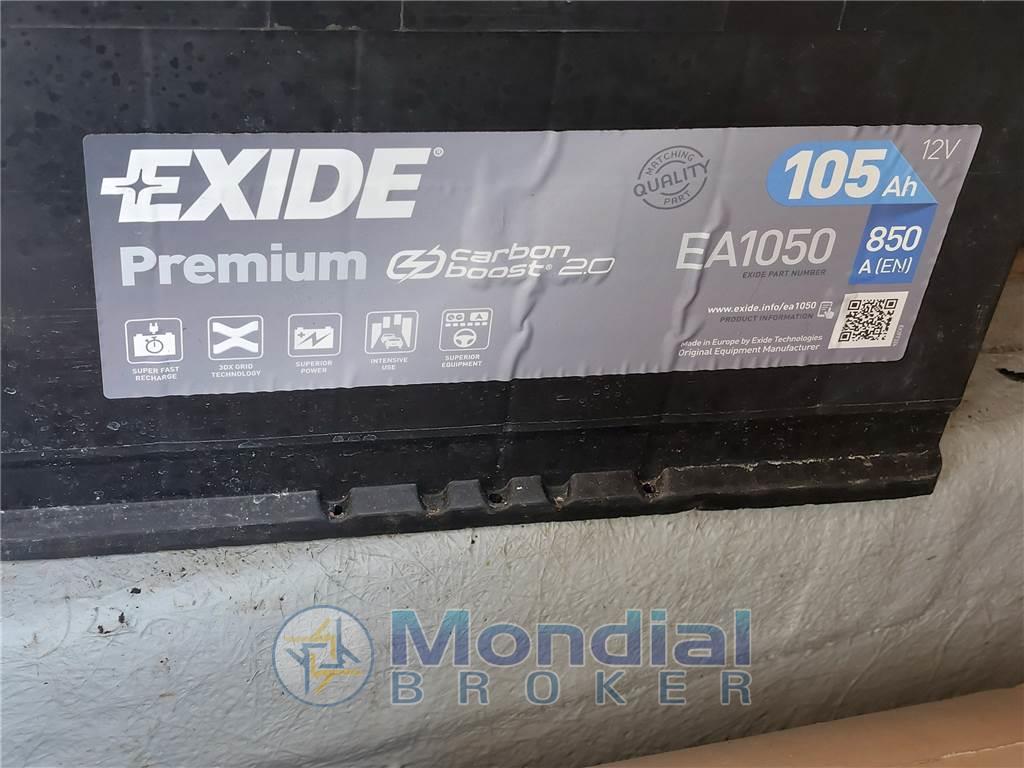 EXIDE®
MATCHING
QUALITY
PART
105 Ah
12V
Premium
carbon
boost® 2.0
EA1050
EXIDE PART NUMBER
850
A (EN)
www.exide.info/ea1050
PRODUCT INFORMATION
SUPER FAST
RECHARGE
3DX GRID
TECHNOLOGY
SUPERIOR
POWER
INTENSIVE
USE
SUPERIOR
EQUIPMENT
Made in Europe by Exide Technologies
Original Equipment Manufacturer
Mondial
BROKER